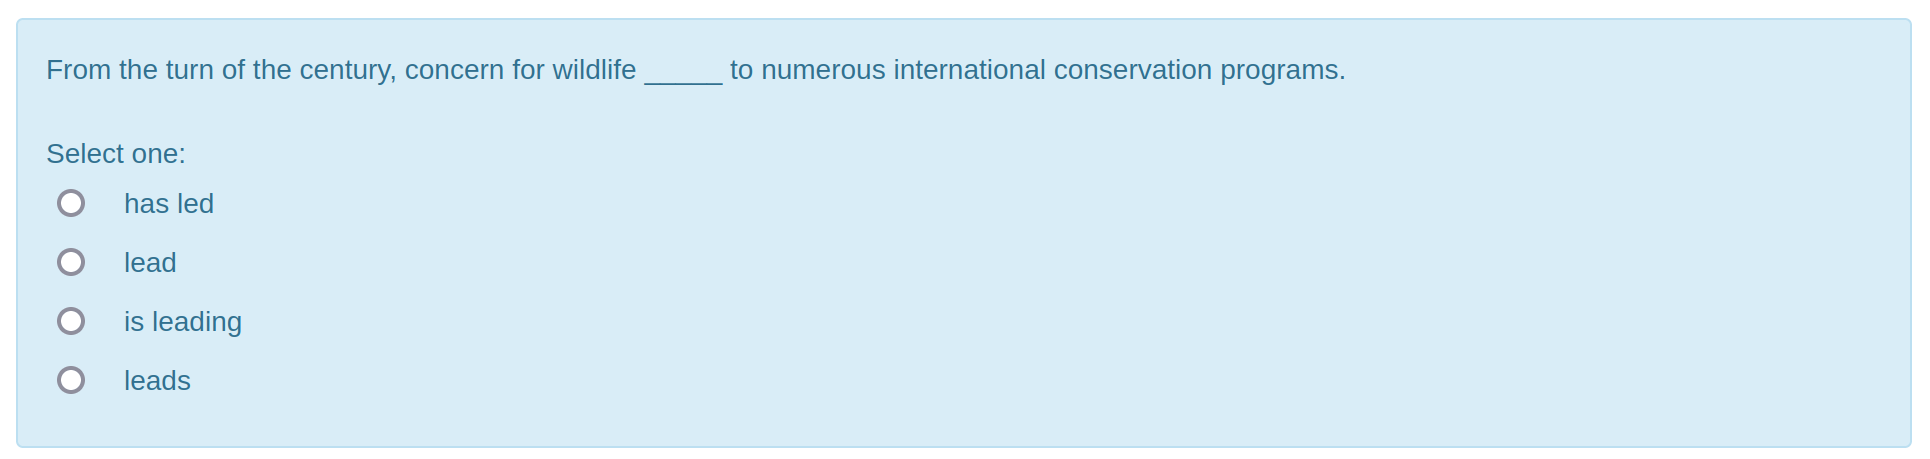 From the turn of the century, concern for wildlife _____ to numerous international conservation programs.
Select one:
has led
lead
is leading
leads